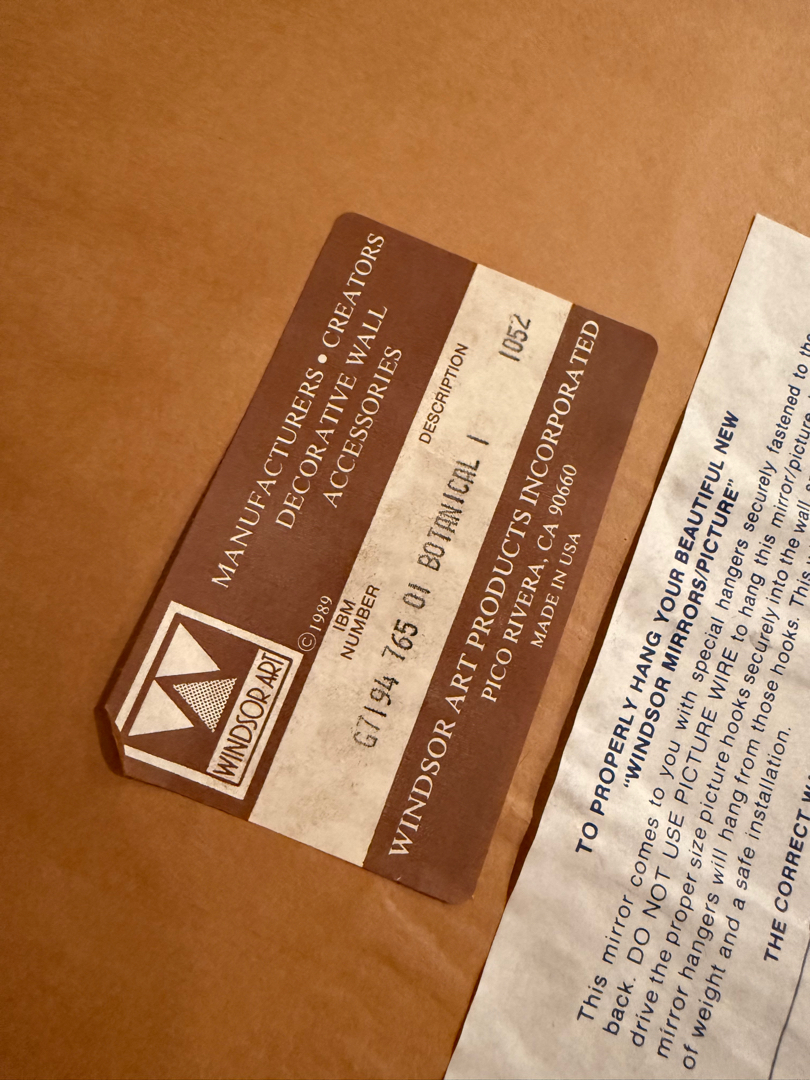 MANUFACTURERS • CREATORS
DECORATIVE WALL
ACCESSORIES
WINDSOR ART
© 1989
IBM
NUMBER
DESCRIPTION
G7194 765 01 BOTANICAL I
1052
WINDSOR ART PRODUCTS INCORPORATED
PICO RIVERA, CA 90660
MADE IN USA
TO PROPERLY HANG YOUR BEAUTIFUL NEW
"WINDSOR MIRRORS/PICTURE"
This mirror comes to you with special hangers securely fastened to the
back. DO NOT USE PICTURE WIRE to hang this mirror/picture
drive the proper size picture hooks securely into the wall
mirror hangers will hang from those hooks. This
of weight and a safe installation.
THE CORRECT